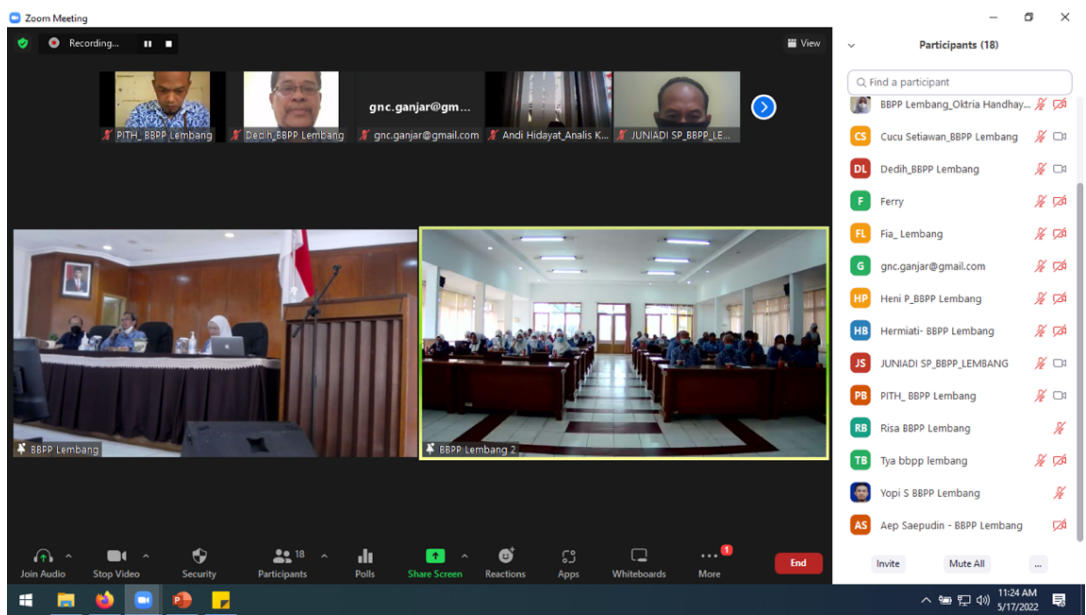 Zoom Meeting
Recording...
View
gnc.ganjar@gm...
PITH_ BBPP Lembang
Dedih_BBPP Lembang
gnc.ganjar@gmail.com
Andi Hidayat_Analis K...
JUNIADI SP_BBPP_LE...
BBPP Lembang
BBPP Lembang 2
Join Audio
Stop Video
Security
18
Participants
Polls
Share Screen
Reactions
Apps
Whiteboards
1
More
End
Participants (18)
Find a participant
BBPP Lembang_Oktria Handhay...
CS Cucu Setiawan_BBPP Lembang
DL Dedih_BBPP Lembang
F Ferry
FL Fia_ Lembang
G gnc.ganjar@gmail.com
HP Heni P_BBPP Lembang
HB Hermiati- BBPP Lembang
JS JUNIADI SP_BBPP_LEMBANG
PB PITH_ BBPP Lembang
RB Risa BBPP Lembang
TB Tya bbpp lembang
Yopi S BBPP Lembang
AS Aep Saepudin - BBPP Lembang
Invite Mute All ...
11:24 AM
5/17/2022